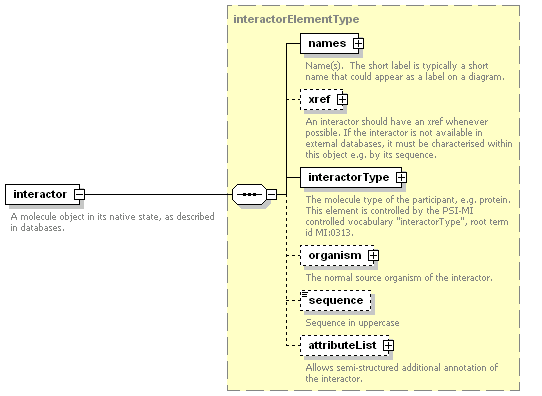 interactorElementType
names
Name(s).  The short label is typically a short
name that could appear as a label on a diagram.
xref
An interactor should have an xref whenever
possible. If the interactor is not available in
external databases, it must be characterised within
this object e.g. by its sequence.
interactor
A molecule object in its native state, as described
in databases.
interactorType
The molecule type of the participant, e.g. protein.
This element is controlled by the PSI-MI
controlled vocabulary "interactorType", root term
id MI:0313.
organism
The normal source organism of the interactor.
sequence
Sequence in uppercase
attributeList
Allows semi-structured additional annotation of
the interactor.